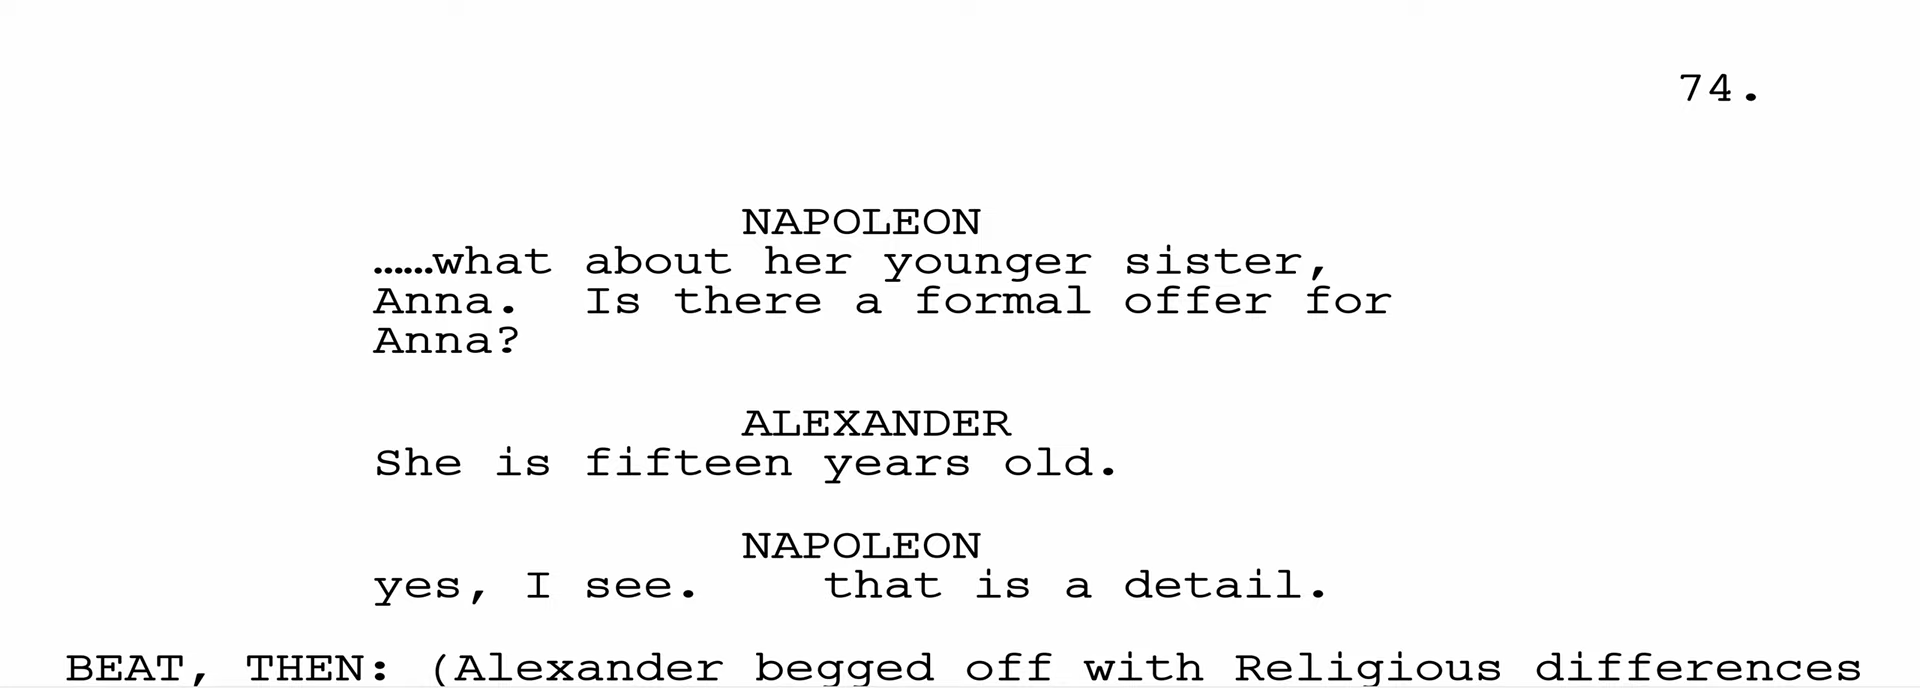 74.
NAPOLEON
……what about her younger sister,
Anna. Is there a formal offer for
Anna?
ALEXANDER
She is fifteen years old.
NAPOLEON
yes, I see. that is a detail.
BEAT, THEN: (Alexander begged off with Religious differences